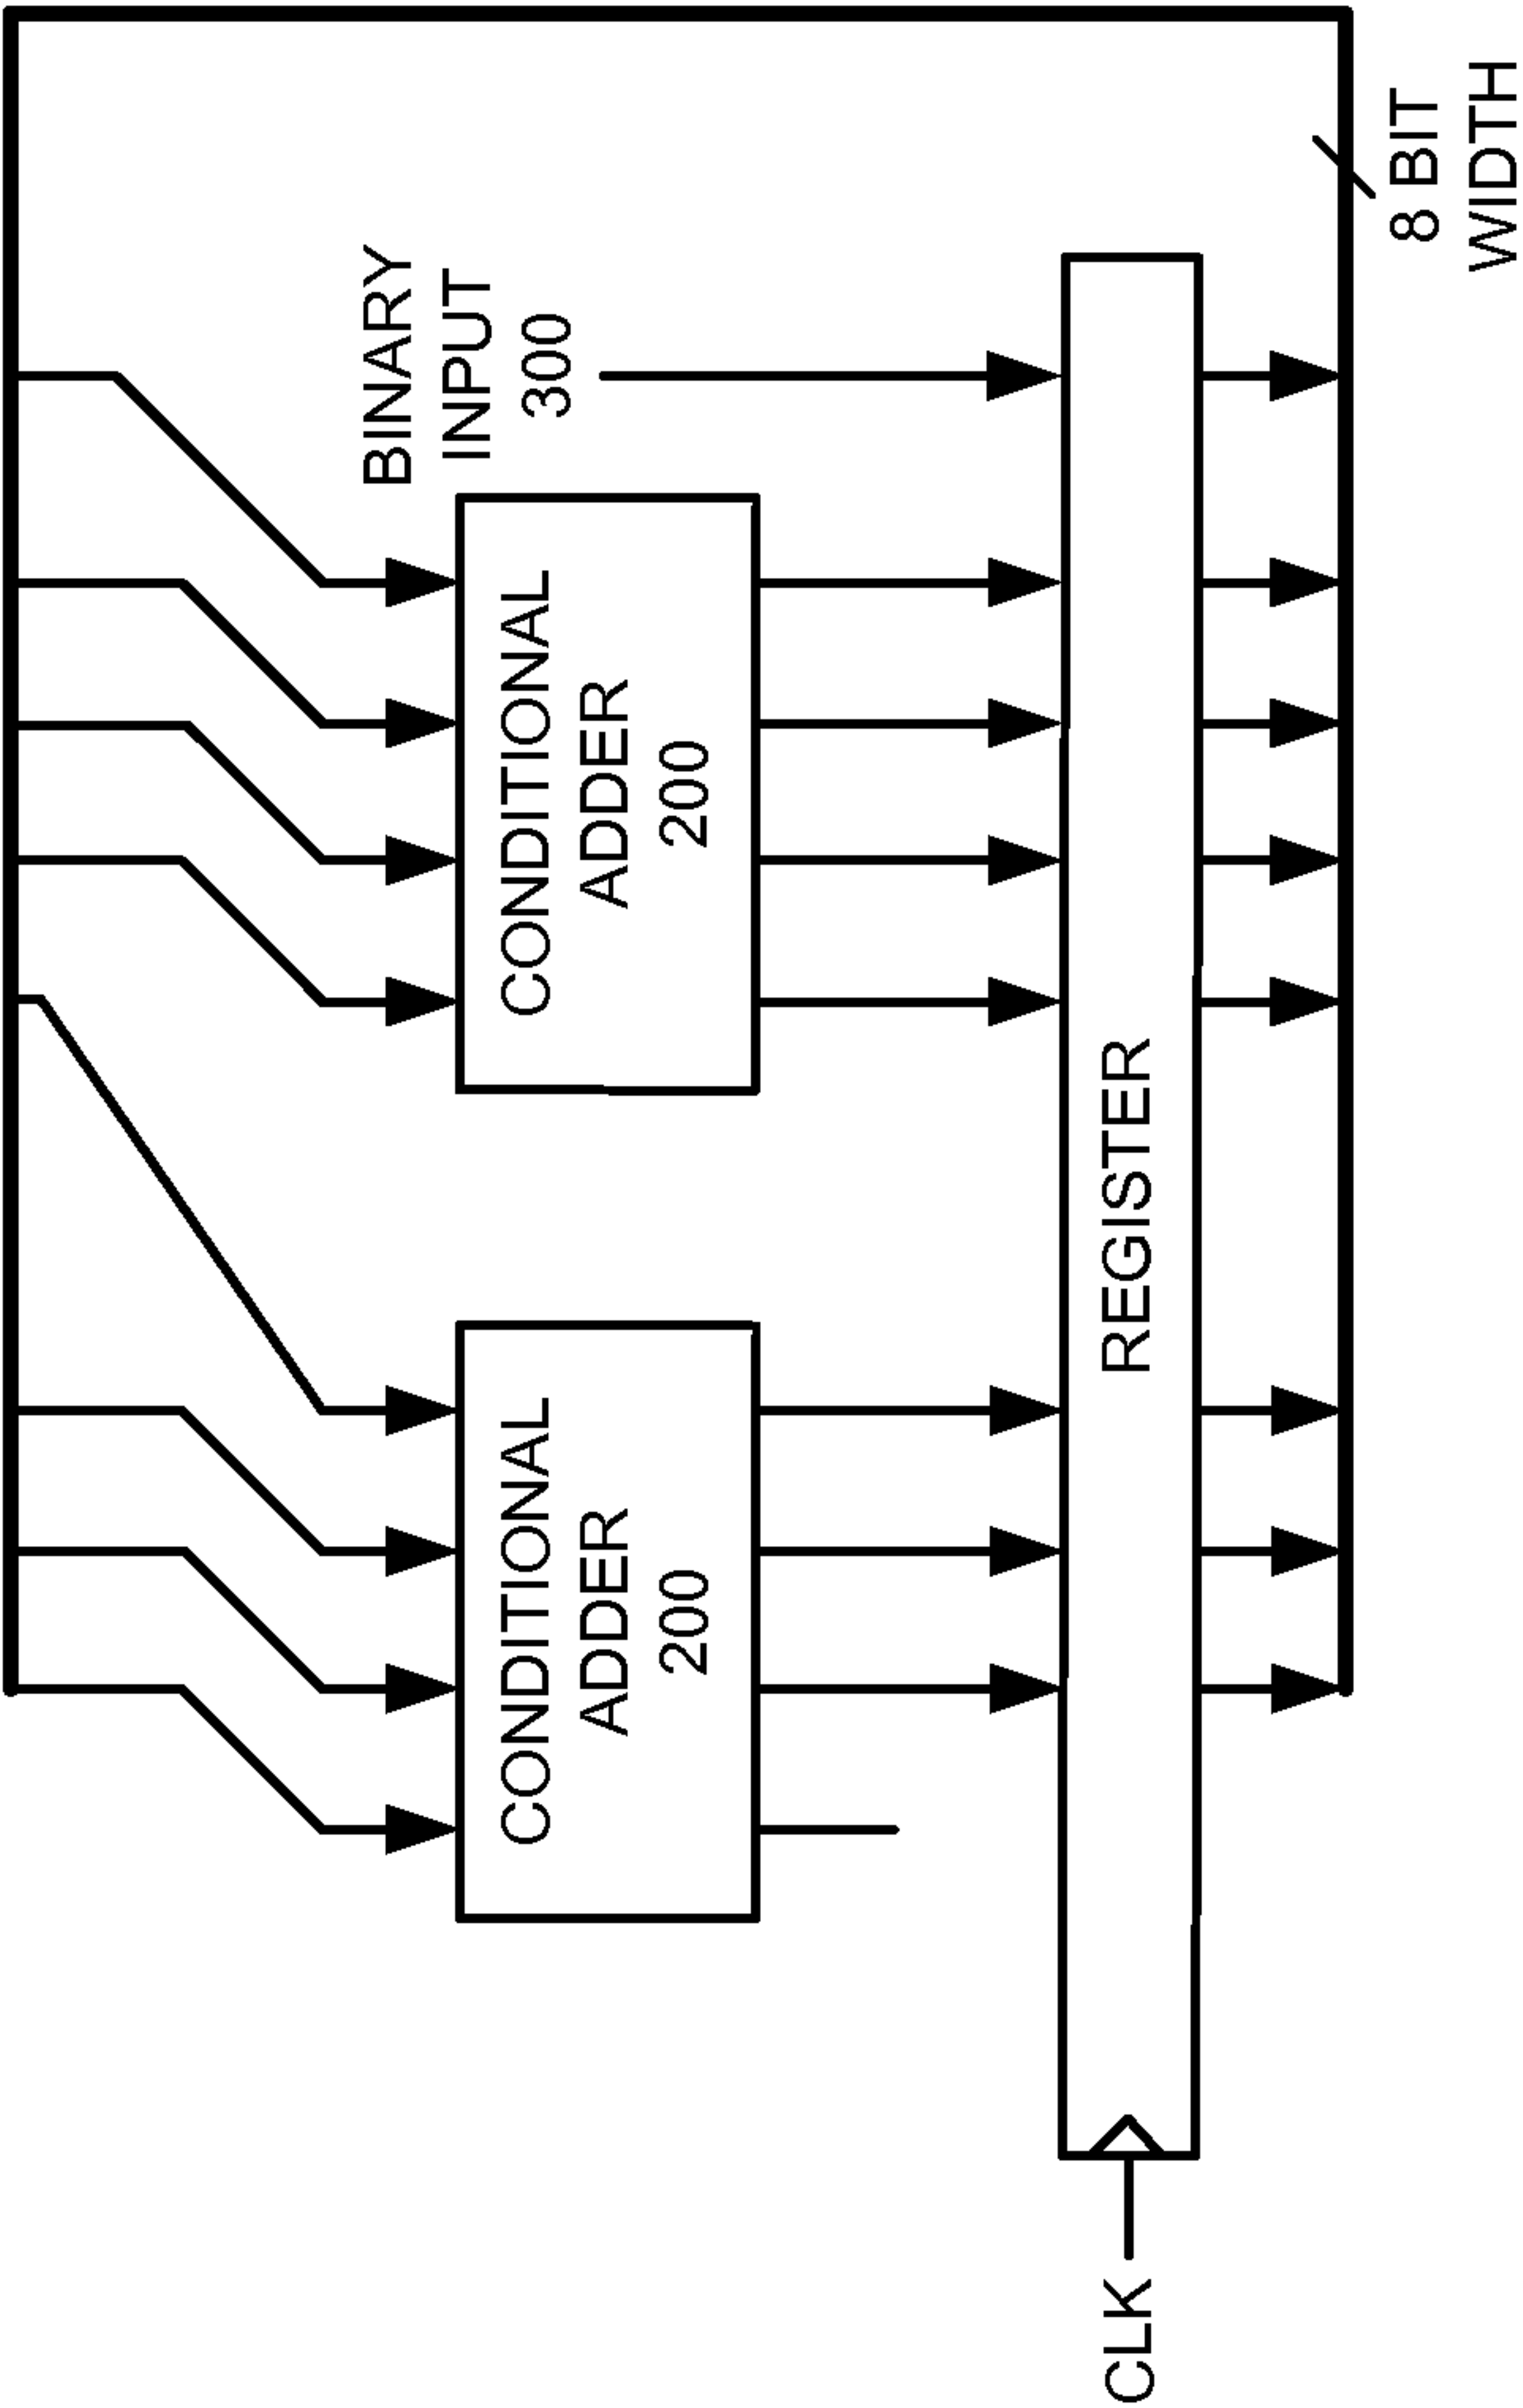 CONDITIONAL
ADDER
200
CONDITIONAL
ADDER
200
BINARY
INPUT
300
CLK
REGISTER
8 BIT
WIDTH